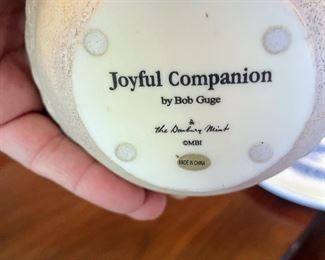 Joyful Companion
by Bob Guge
&
the Danbury Mint
©MBI
MADE IN CHINA